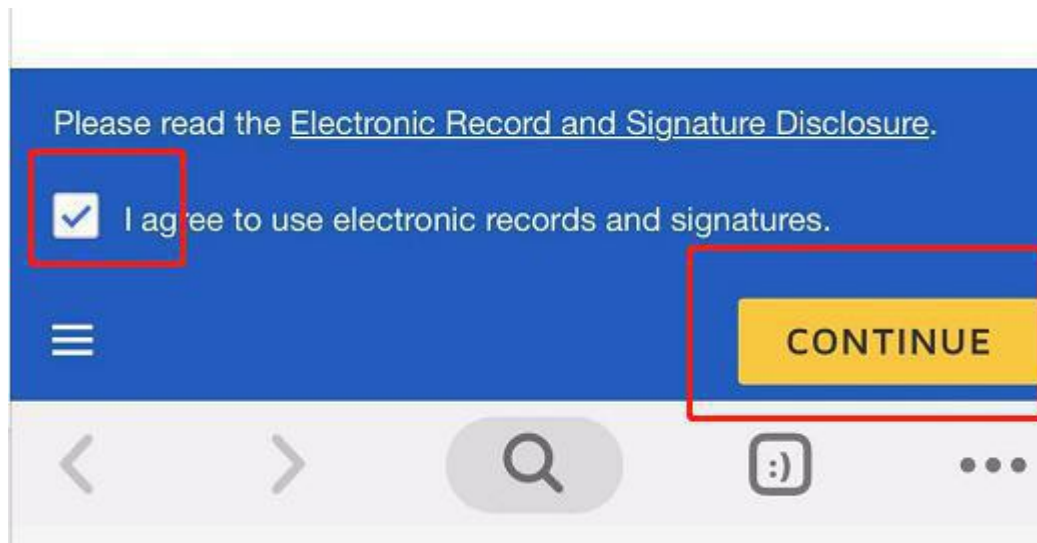 Please read the Electronic Record and Signature Disclosure.
I agree to use electronic records and signatures.
CONTINUE
:)